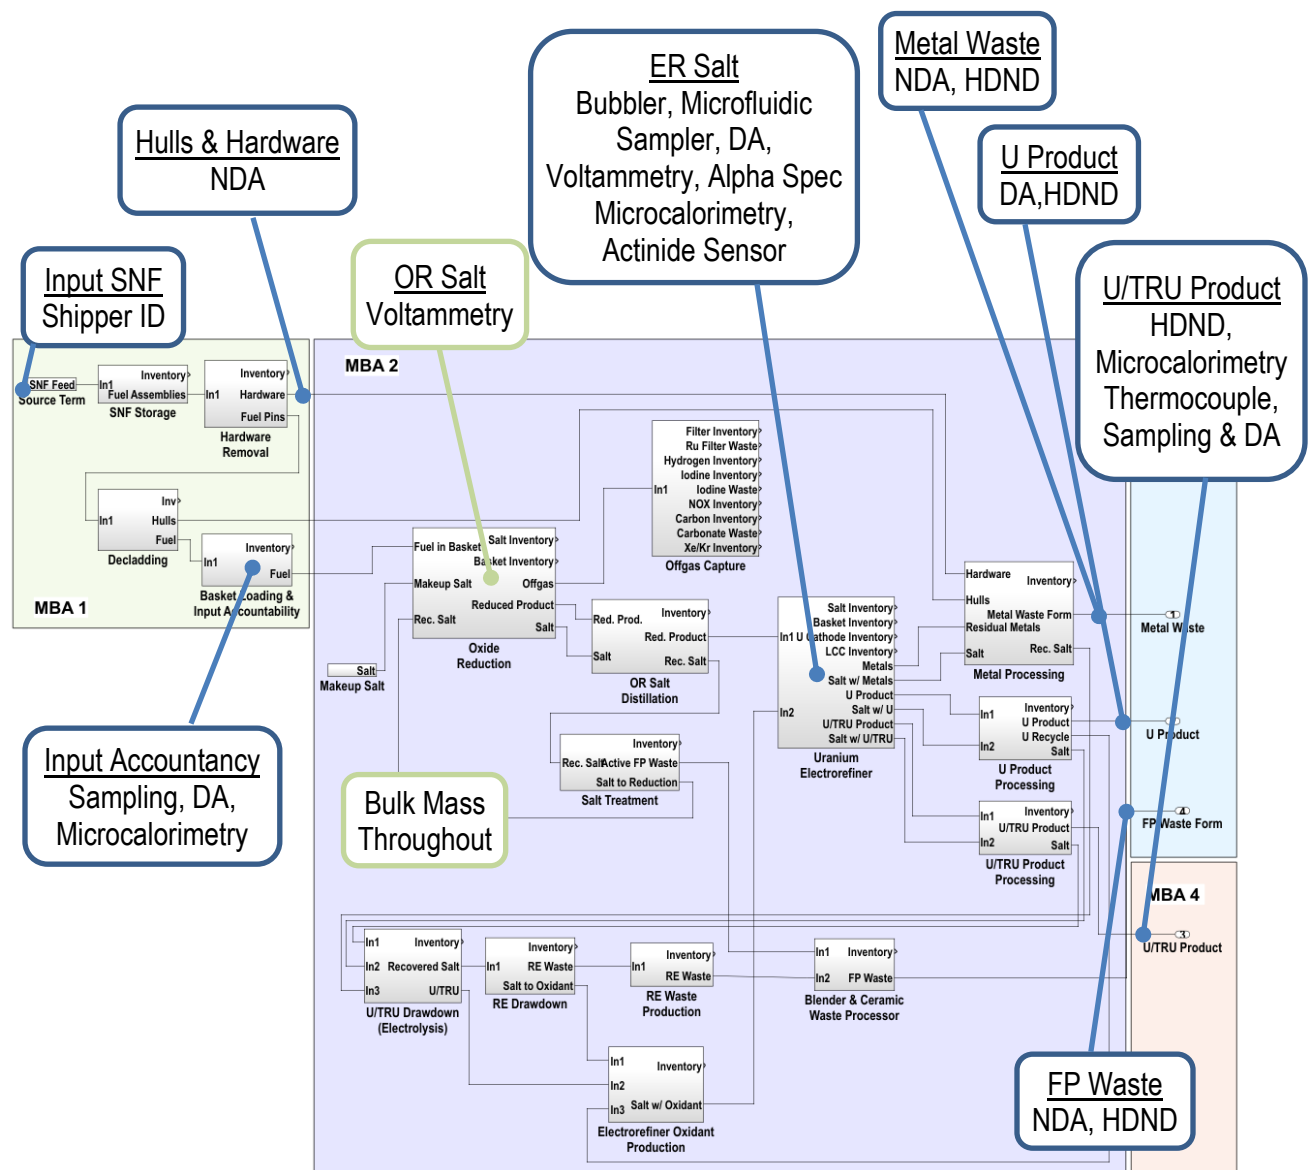 Metal Waste
NDA, HDND
ER Salt
Bubbler, Microfluidic
Sampler, DA,
Voltammetry, Alpha Spec
Microcalorimetry,
Actinide Sensor
Hulls & Hardware
NDA
U Product
DA,HDND
Input SNF
Shipper ID
OR Salt
Voltammetry
U/TRU Product
HDND,
Microcalorimetry
Thermocouple,
Sampling & DA
MBA 2
SNF Feed
Source Term
In1
Inventory
Fuel Assemblies
SNF Storage
In1
Inventory
Hardware
Fuel Pins
Hardware
Removal
In1
Inv
Hulls
Fuel
Decladding
In1
Inventory
Fuel
Basket Loading &
Input Accountability
MBA 1
In1
Filter Inventory
Ru Filter Waste
Hydrogen Inventory
Iodine Inventory
Iodine Waste
NOX Inventory
Carbon Inventory
Carbonate Waste
Xe/Kr Inventory
Offgas Capture
Fuel in Basket
Makeup Salt
Rec. Salt
Salt Inventory
Basket Inventory
Offgas
Reduced Product
Salt
Oxide
Reduction
Salt
Makeup Salt
Red. Prod.
Salt
Inventory
Red. Product
Rec. Salt
OR Salt
Distillation
In1
In2
Salt Inventory
Basket Inventory
U Cathode Inventory
LCC Inventory
Metals
Salt w/ Metals
U Product
Salt w/ U
U/TRU Product
Salt w/ U/TRU
Uranium
Electrorefiner
Hardware
Hulls
Residual Metals
Salt
Inventory
Metal Waste Form
Rec. Salt
Metal Processing
1
Metal Waste
In1
In2
Inventory
U Product
U Recycle
Salt
U Product
Processing
U Product
Rec. Salt
Inventory
Active FP Waste
Salt to Reduction
Salt Treatment
In1
In2
Inventory
U/TRU Product
Salt
U/TRU Product
Processing
4
FP Waste Form
Input Accountancy
Sampling, DA,
Microcalorimetry
Bulk Mass
Throughout
MBA 4
3
U/TRU Product
In1
In2
In3
Inventory
Recovered Salt
U/TRU
U/TRU Drawdown
(Electrolysis)
In1
Inventory
RE Waste
Salt to Oxidant
RE Drawdown
In1
Inventory
RE Waste
RE Waste
Production
In1
In2
Inventory
FP Waste
Blender & Ceramic
Waste Processor
In1
In2
In3
Inventory
Salt w/ Oxidant
Electrorefiner Oxidant
Production
FP Waste
NDA, HDND